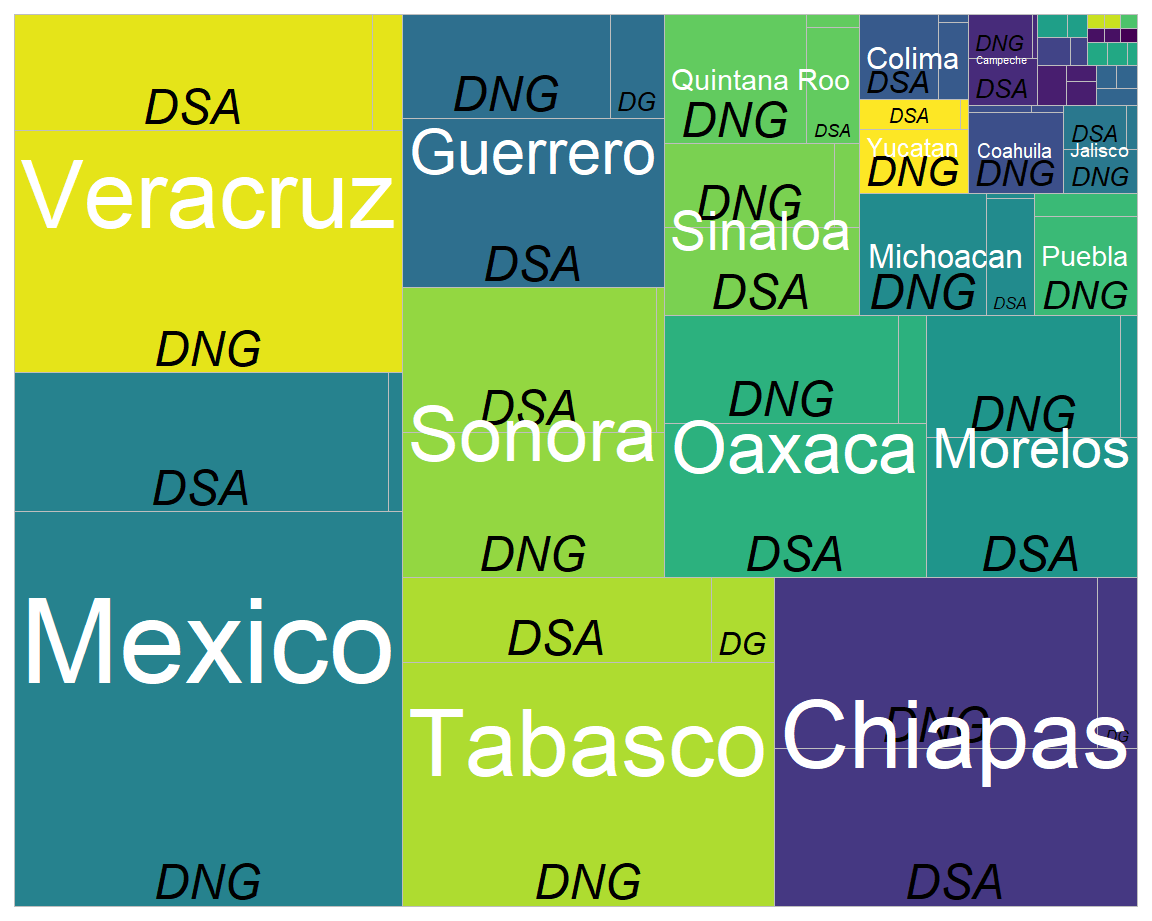 DSA
Veracruz
DNG
DSA
Mexico
DNG
DNG
DG
Guerrero
DSA
DSA
Sonora
DNG
DSA
DG
Tabasco
DNG
Quintana Roo
DNG
DSA
DNG
Sinaloa
DSA
DNG
Oaxaca
DSA
DNG
Morelos
DSA
DNG
DG
Chiapas
DSA
Colima
DSA
DSA
Yucatan
DNG
DNG
Campeche
DSA
Coahuila
DNG
DSA
Jalisco
DNG
Michoacan
DNG
DSA
Puebla
DNG